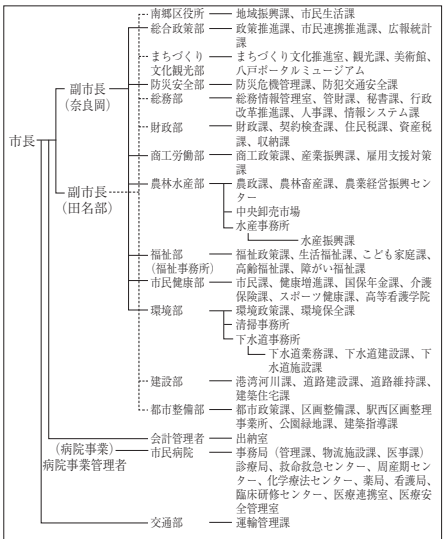 南郷区役所 地域振興課、市民生活課
総合政策部 政策推進課、市民連携推進課、広報統計
課
まちづくり まちづくり文化推進室、観光課、美術館、
文化観光部 八戸ポータルミュージアム
副市長 防災安全部 防災危機管理課、防犯交通安全課
(奈良岡) 総務部 総務情報管理室、管財課、秘書課、行政
改革推進課、人事課、情報システム課
市長 財政部 財政課、契約検査課、住民税課、資産税
課、収納課
商工労働部 商工政策課、産業振興課、雇用支援対策
課
副市長 農林水産部 農政課、農林畜産課、農業経営振興セン
(田名部) ター
中央卸売市場
水産事務所
水産振興課
福祉部 福祉政策課、生活福祉課、こども家庭課、
(福祉事務所) 高齢福祉課、障がい福祉課
市民健康部 市民課、健康増進課、国保年金課、介護
保険課、スポーツ健康課、高等看護学院
環境部 環境政策課、環境保全課
清掃事務所
下水道事務所
下水道業務課、下水道建設課、下
水道施設課
建設部 港湾河川課、道路建設課、道路維持課、
建築住宅課
都市整備部 都市政策課、区画整備課、駅西区画整理
事業所、公園緑地課、建築指導課
会計管理者 出納室
(病院事業) 市民病院 事務局(管理課、物流施設課、医事課)
病院事業管理者 診療局、救命救急センター、周産期セン
ター、化学療法センター、薬局、看護局、
臨床研修センター、医療連携室、医療安
全管理室
交通部 運輸管理課